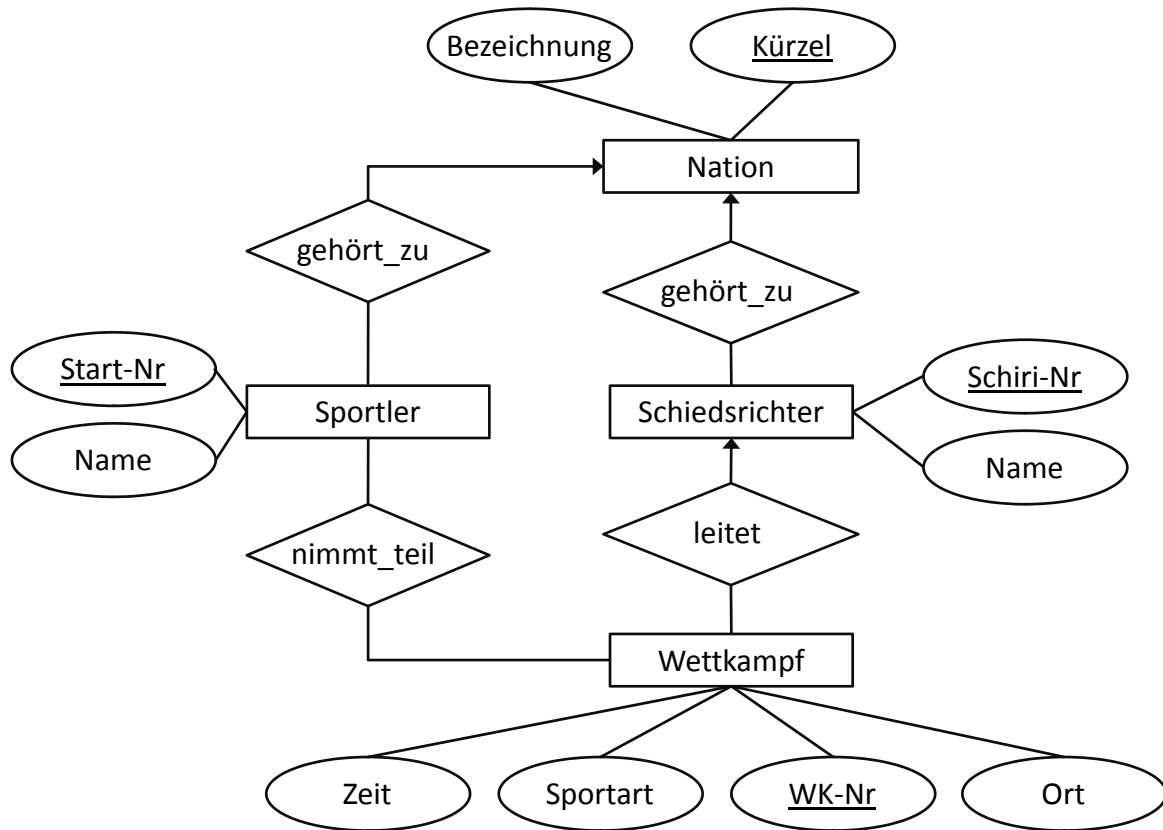 Bezeichnung
Kürzel
Nation
gehört_zu
gehört_zu
Start-Nr
Name
Sportler
Schiedsrichter
Schiri-Nr
Name
nimmt_teil
leitet
Wettkampf
Zeit
Sportart
WK-Nr
Ort